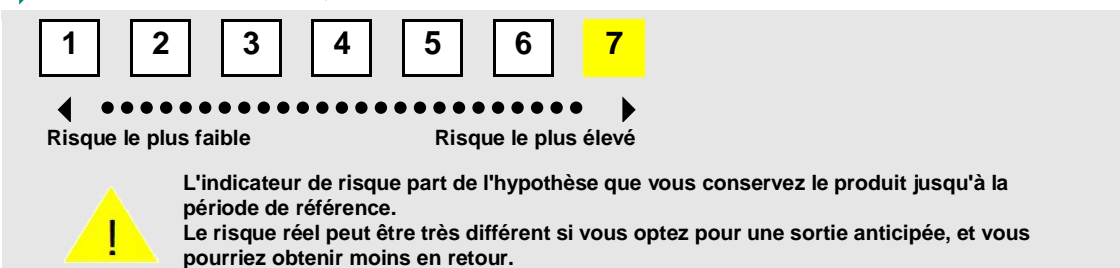 1 2 3 4 5 6 7
Risque le plus faible Risque le plus élevé
L'indicateur de risque part de l'hypothèse que vous conservez le produit jusqu'à la
période de référence.
! Le risque réel peut être très différent si vous optez pour une sortie anticipée, et vous
pourriez obtenir moins en retour.